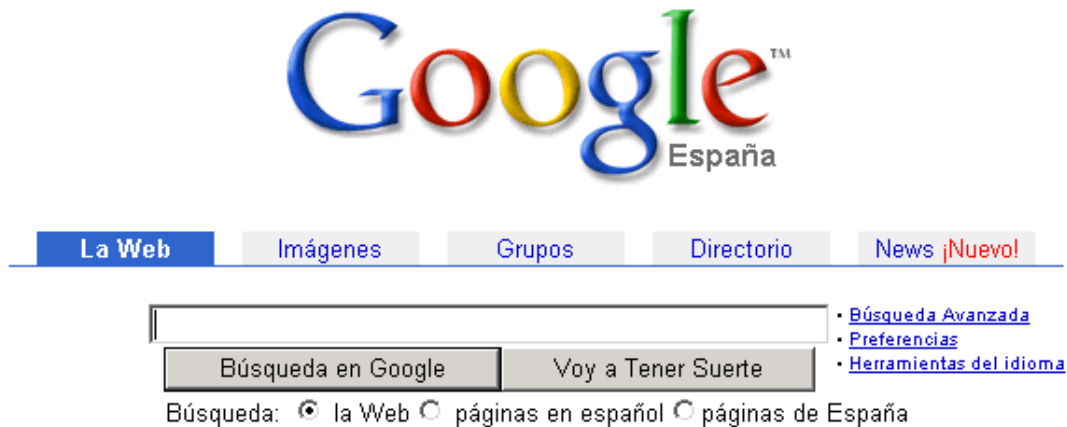 Google™
España
La Web Imágenes Grupos Directorio News ¡Nuevo!
• Búsqueda Avanzada
• Preferencias
• Herramientas del idioma
Búsqueda en Google Voy a Tener Suerte
Búsqueda: la Web páginas en español páginas de España